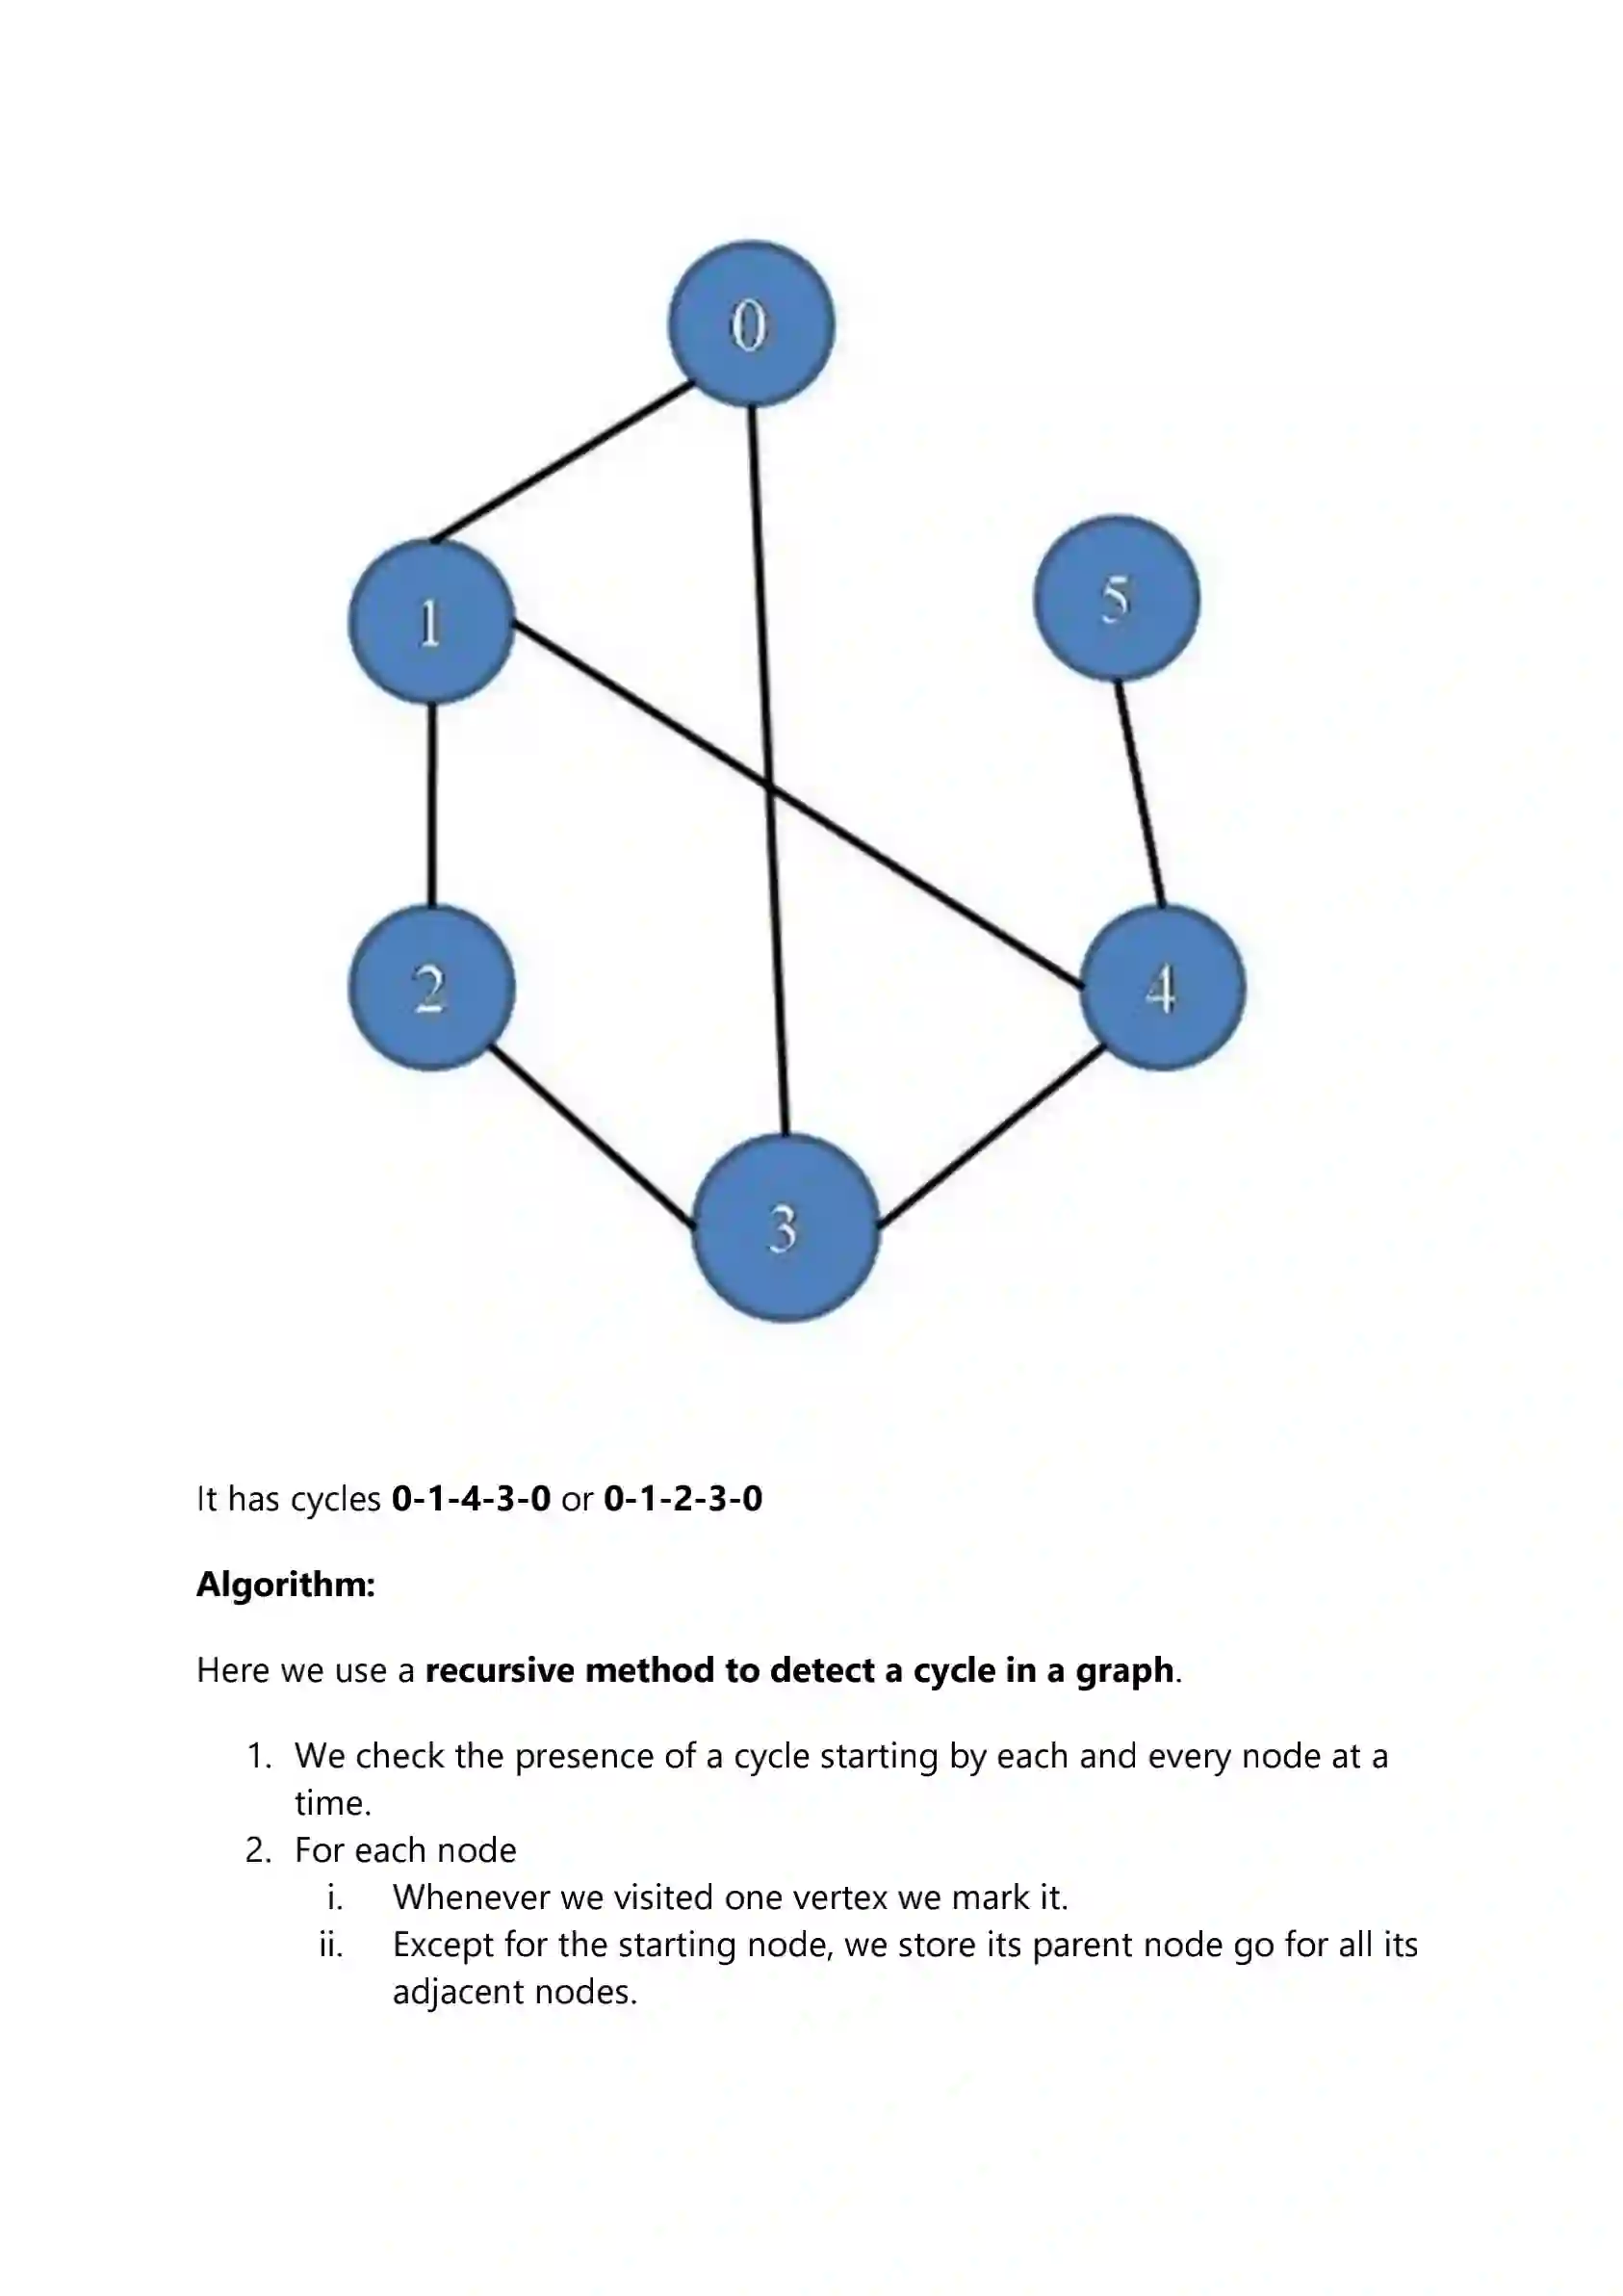 0
1
5
2
4
3
It has cycles 0-1-4-3-0 or 0-1-2-3-0
Algorithm:
Here we use a recursive method to detect a cycle in a graph.
1. We check the presence of a cycle starting by each and every node at a
time.
2. For each node
i. Whenever we visited one vertex we mark it.
ii. Except for the starting node, we store its parent node go for all its
adjacent nodes.